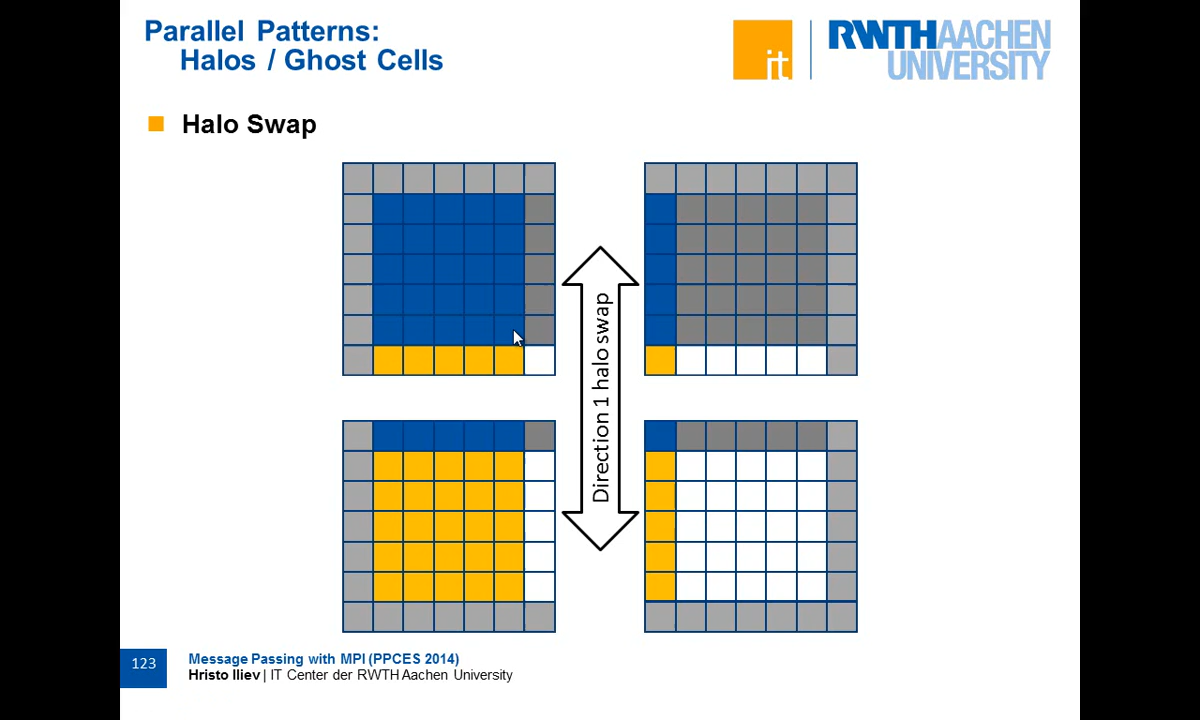 Parallel Patterns:
Halos / Ghost Cells
it
RWTHAACHEN
UNIVERSITY
Halo Swap
Direction 1 halo swap
123
Message Passing with MPI (PPCES 2014)
Hristo Iliev | IT Center der RWTH Aachen University